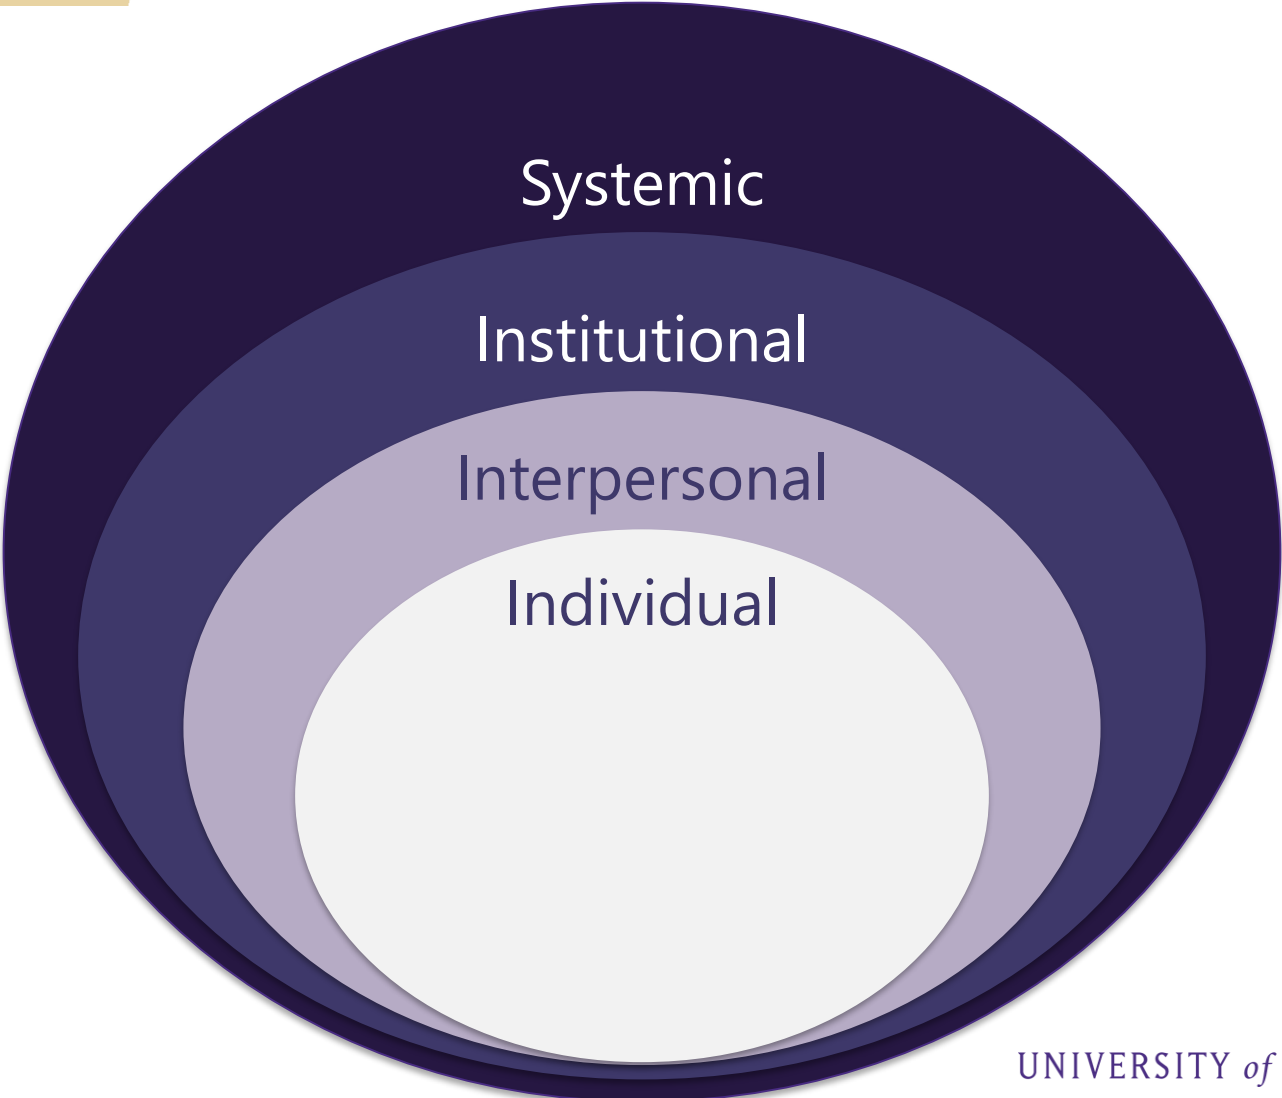 Systemic
Institutional
Interpersonal
Individual
UNIVERSITY of